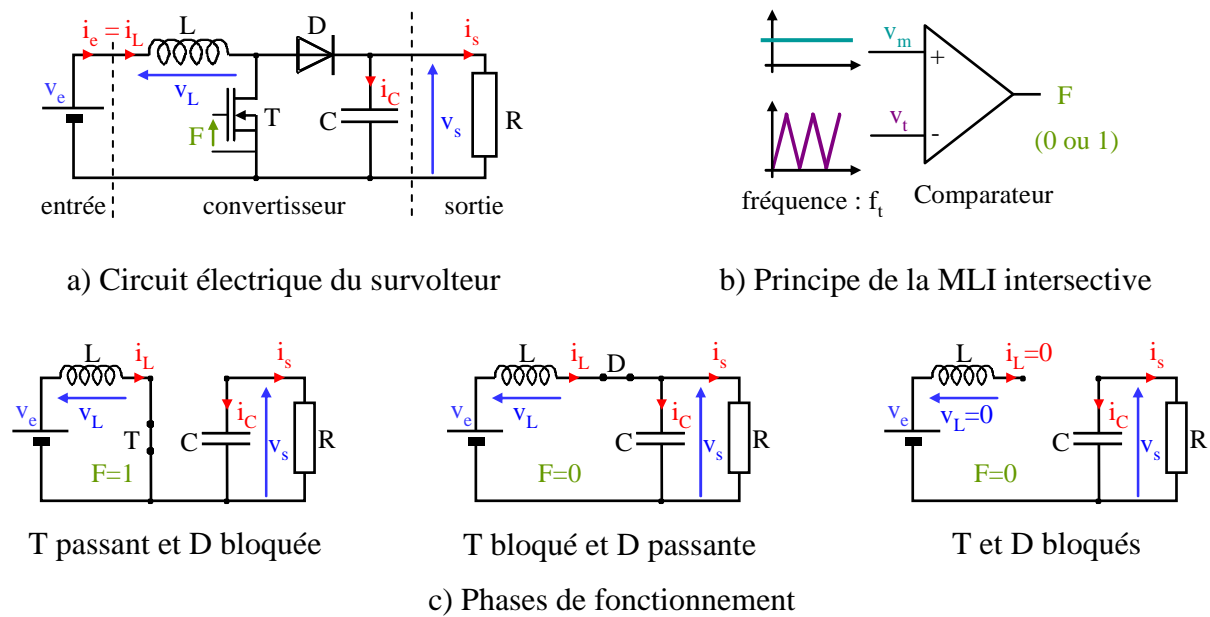 i_e = i_L
L
D
i_s
v_e
v_L
F
T
C
i_C
v_s
R
entrée
convertisseur
sortie
a) Circuit électrique du survolteur
v_m
+
v_t
-
F
(0 ou 1)
fréquence : f_t
Comparateur
b) Principe de la MLI intersective
L
i_L
i_s
v_e
v_L
T
F=1
C
i_C
v_s
R
T passant et D bloquée
L
i_L
D
i_s
v_e
v_L
F=0
C
i_C
v_s
R
T bloqué et D passante
L
i_L=0
i_s
v_e
v_L=0
F=0
C
i_C
v_s
R
T et D bloqués
c) Phases de fonctionnement